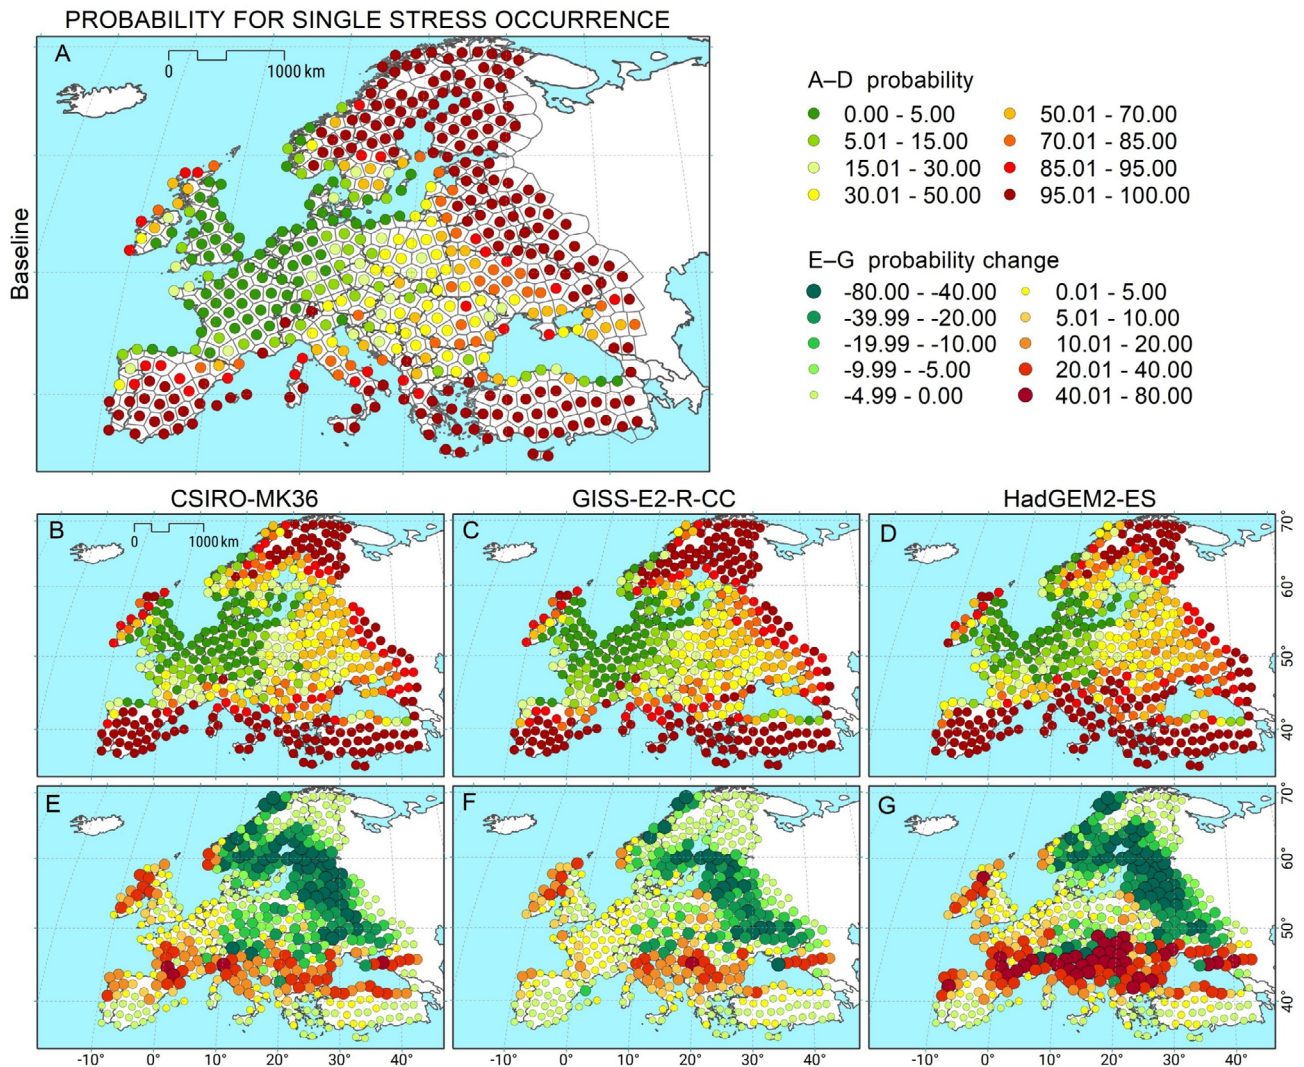 PROBABILITY FOR SINGLE STRESS OCCURRENCE
A
0 1000 km
Baseline
A–D probability
0.00 - 5.00
5.01 - 15.00
15.01 - 30.00
30.01 - 50.00
50.01 - 70.00
70.01 - 85.00
85.01 - 95.00
95.01 - 100.00
E–G probability change
-80.00 - -40.00
-39.99 - -20.00
-19.99 - -10.00
-9.99 - -5.00
-4.99 - 0.00
0.01 - 5.00
5.01 - 10.00
10.01 - 20.00
20.01 - 40.00
40.01 - 80.00
CSIRO-MK36 GISS-E2-R-CC HadGEM2-ES
B
0 1000 km
C
D
70°
60°
50°
40°
E
F
G
70°
60°
50°
40°
-10° 0° 10° 20° 30° 40° -10° 0° 10° 20° 30° 40° -10° 0° 10° 20° 30° 40°